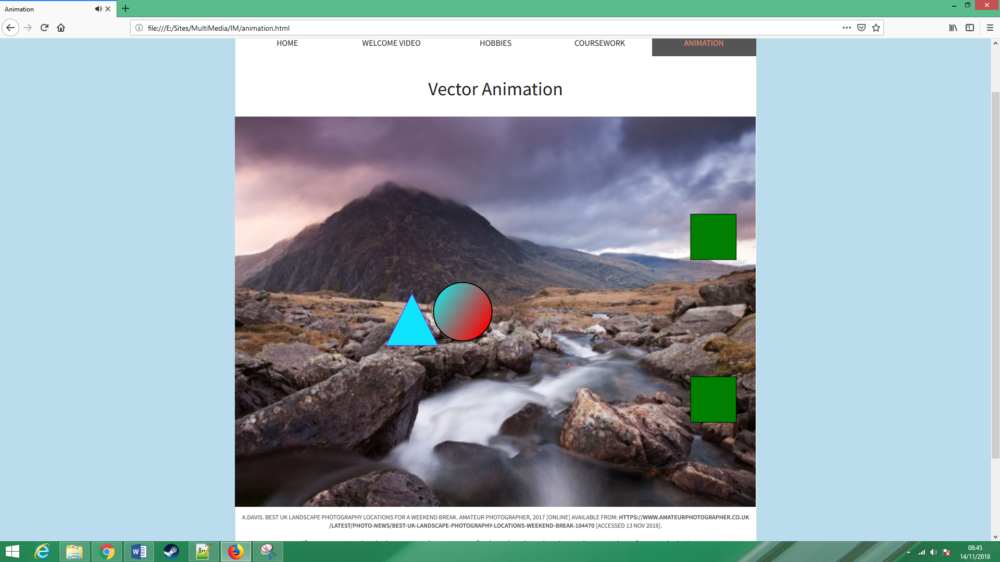 Animation
file:///E:/Sites/MultiMedia/IM/animation.html
HOME WELCOME VIDEO HOBBIES COURSEWORK ANIMATION
Vector Animation
A.DAVIS. BEST UK LANDSCAPE PHOTOGRAPHY LOCATIONS FOR A WEEKEND BREAK. AMATEUR PHOTOGRAPHER, 2017 [ONLINE] AVAILABLE FROM: HTTPS://WWW.AMATEURPHOTOGRAPHER.CO.UK
/LATEST/PHOTO-NEWS/BEST-UK-LANDSCAPE-PHOTOGRAPHY-LOCATIONS-WEEKEND-BREAK-104470 [ACCESSED 13 NOV 2018].
08:45
14/11/2018